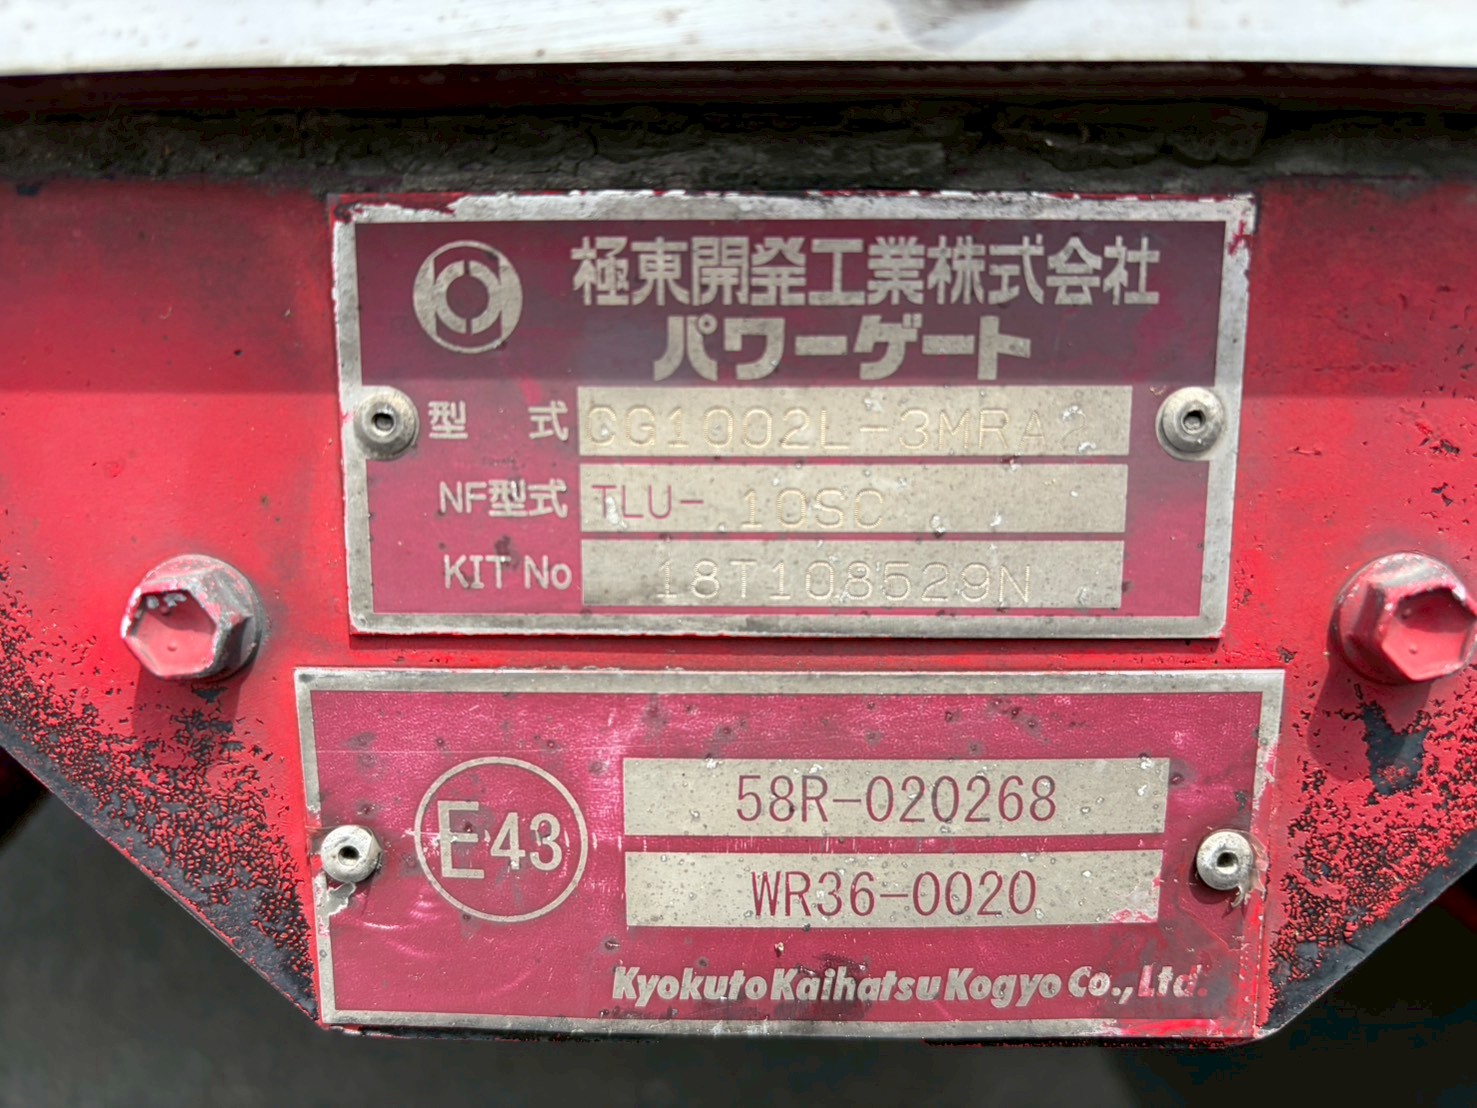 極東開発工業株式会社
パワーゲート
型 式 CG1002L-3MRA2
NF型式 TLU- 10SC
KIT No 18T108529N
E43
58R-020268
WR36-0020
Kyokuto Kaihatsu Kogyo Co., Ltd.